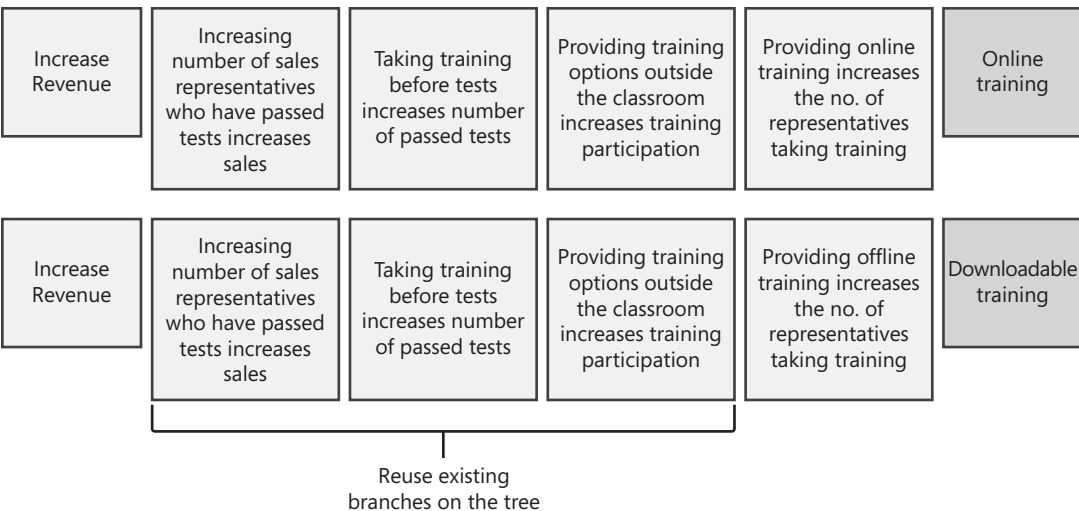 Increase
Revenue
Increasing
number of sales
representatives
who have passed
tests increases
sales
Taking training
before tests
increases number
of passed tests
Providing training
options outside
the classroom
increases training
participation
Providing online
training increases
the no. of
representatives
taking training
Online
training
Increase
Revenue
Increasing
number of sales
representatives
who have passed
tests increases
sales
Taking training
before tests
increases number
of passed tests
Providing training
options outside
the classroom
increases training
participation
Providing offline
training increases
the no. of
representatives
taking training
Downloadable
training
Reuse existing
branches on the tree